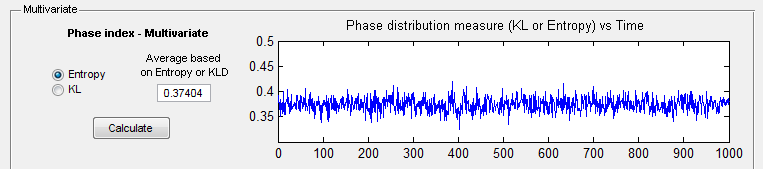 Multivariate
Phase index - Multivariate
Entropy
KL
Average based
on Entropy or KLD
0.37404
Calculate
Phase distribution measure (KL or Entropy) vs Time
0.5
0.45
0.4
0.35
0 100 200 300 400 500 600 700 800 900 1000